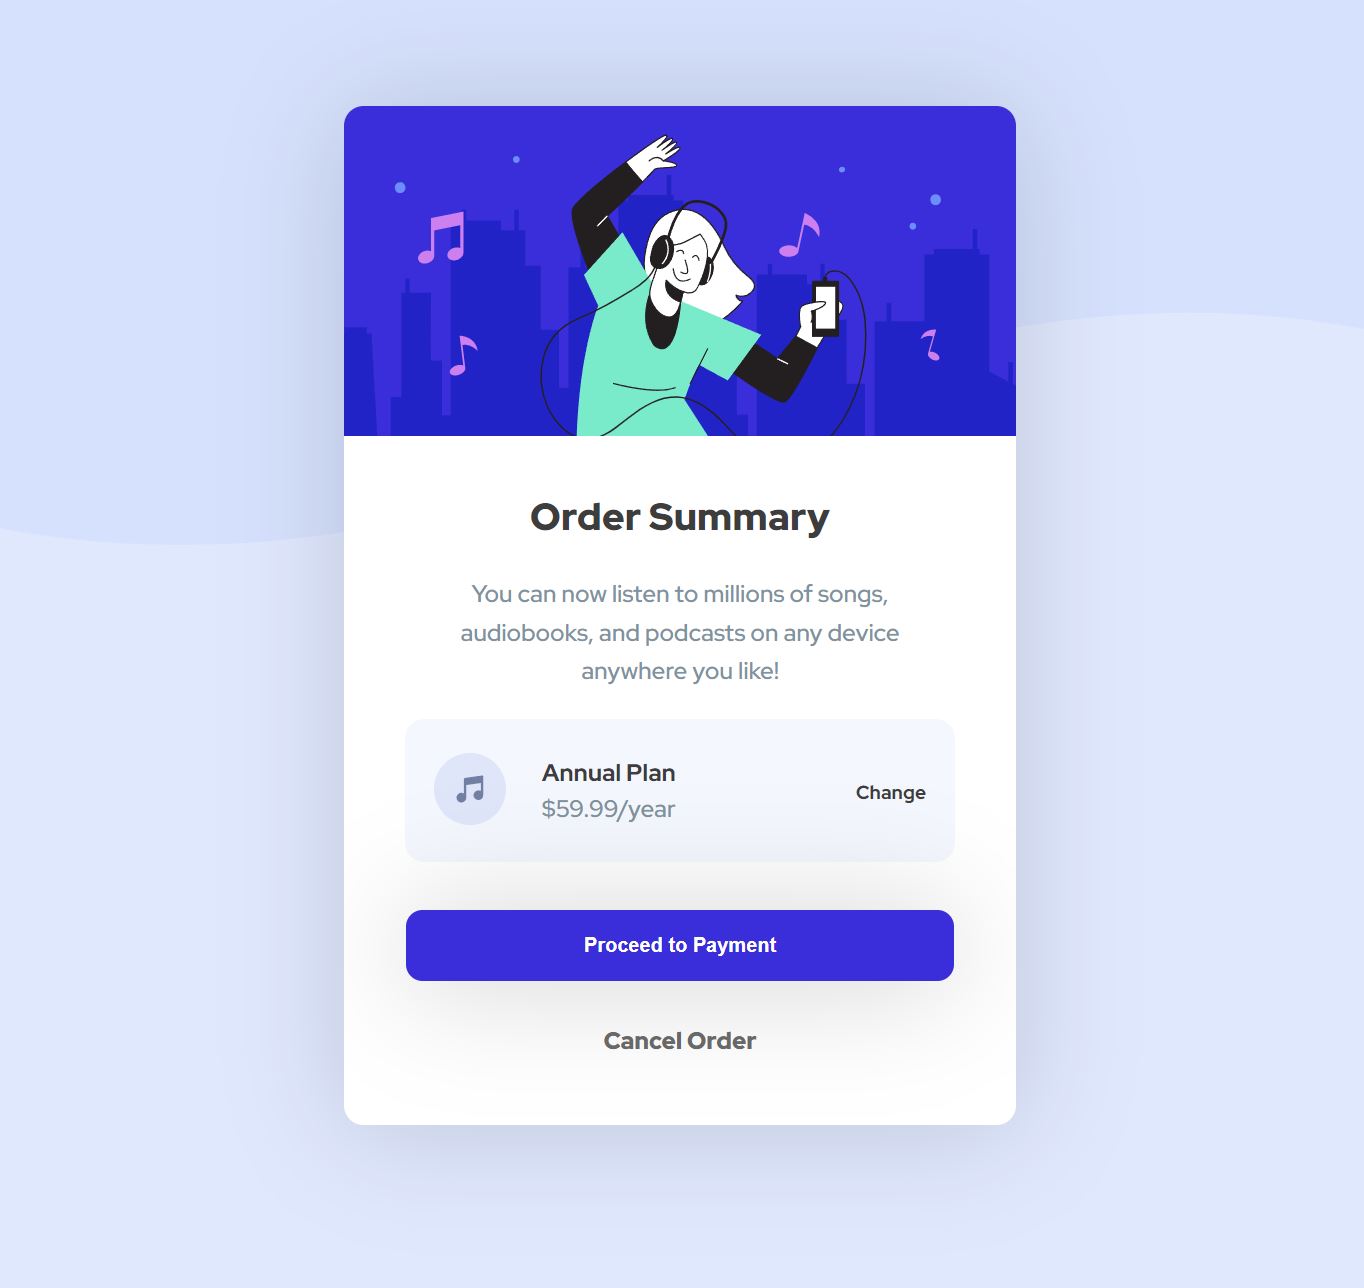 Order Summary
You can now listen to millions of songs,
audiobooks, and podcasts on any device
anywhere you like!
Annual Plan
$59.99/year
Change
Proceed to Payment
Cancel Order